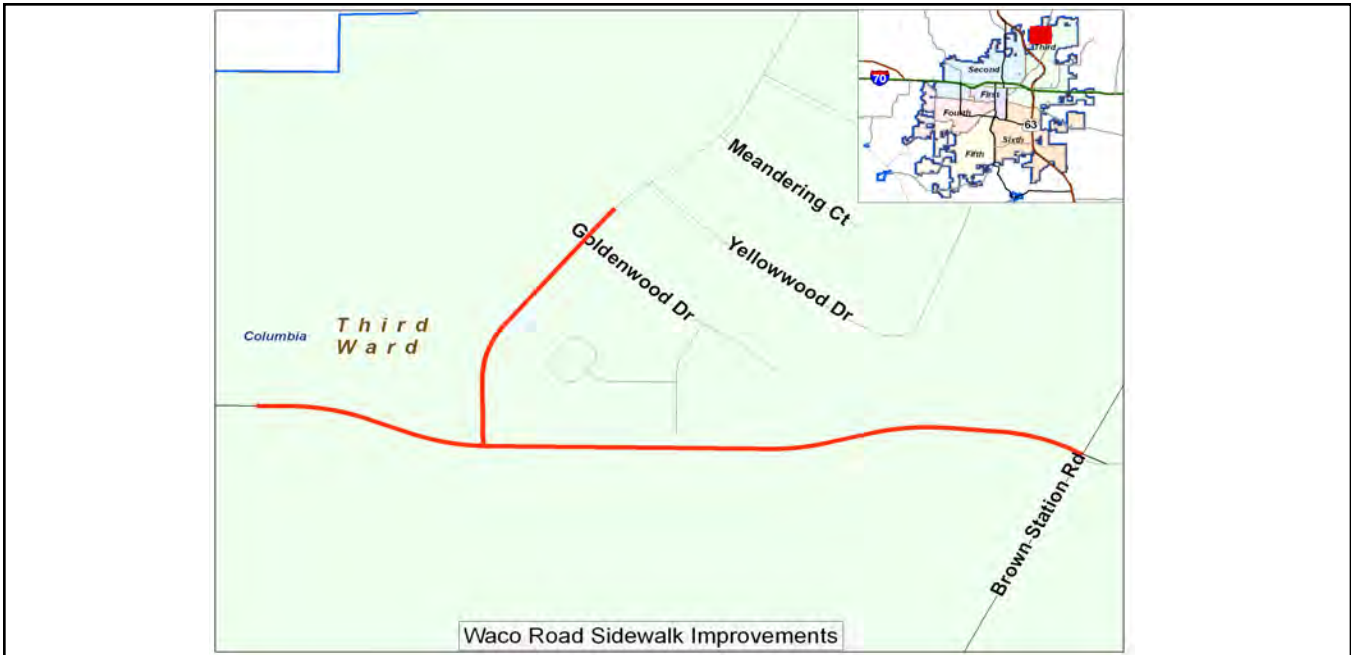 Third
Second
70
First
Fourth
63
Sixth
Fifth
Meandering Ct
Goldenwood Dr
Yellowwood Dr
Columbia
Third
Ward
Brown Station Rd
Waco Road Sidewalk Improvements